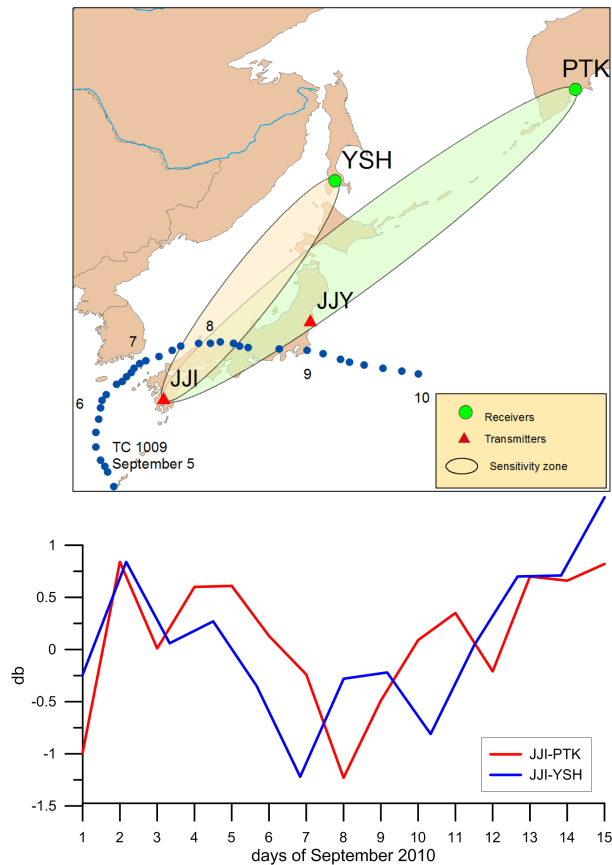 PTK
YSH
JJY
8
7
JJI
9
6
10
TC 1009
September 5
Receivers
Transmitters
Sensitivity zone
1
0.5
0
-0.5
-1
-1.5
db
JJI-PTK
JJI-YSH
1 2 3 4 5 6 7 8 9 10 11 12 13 14 15
days of September 2010